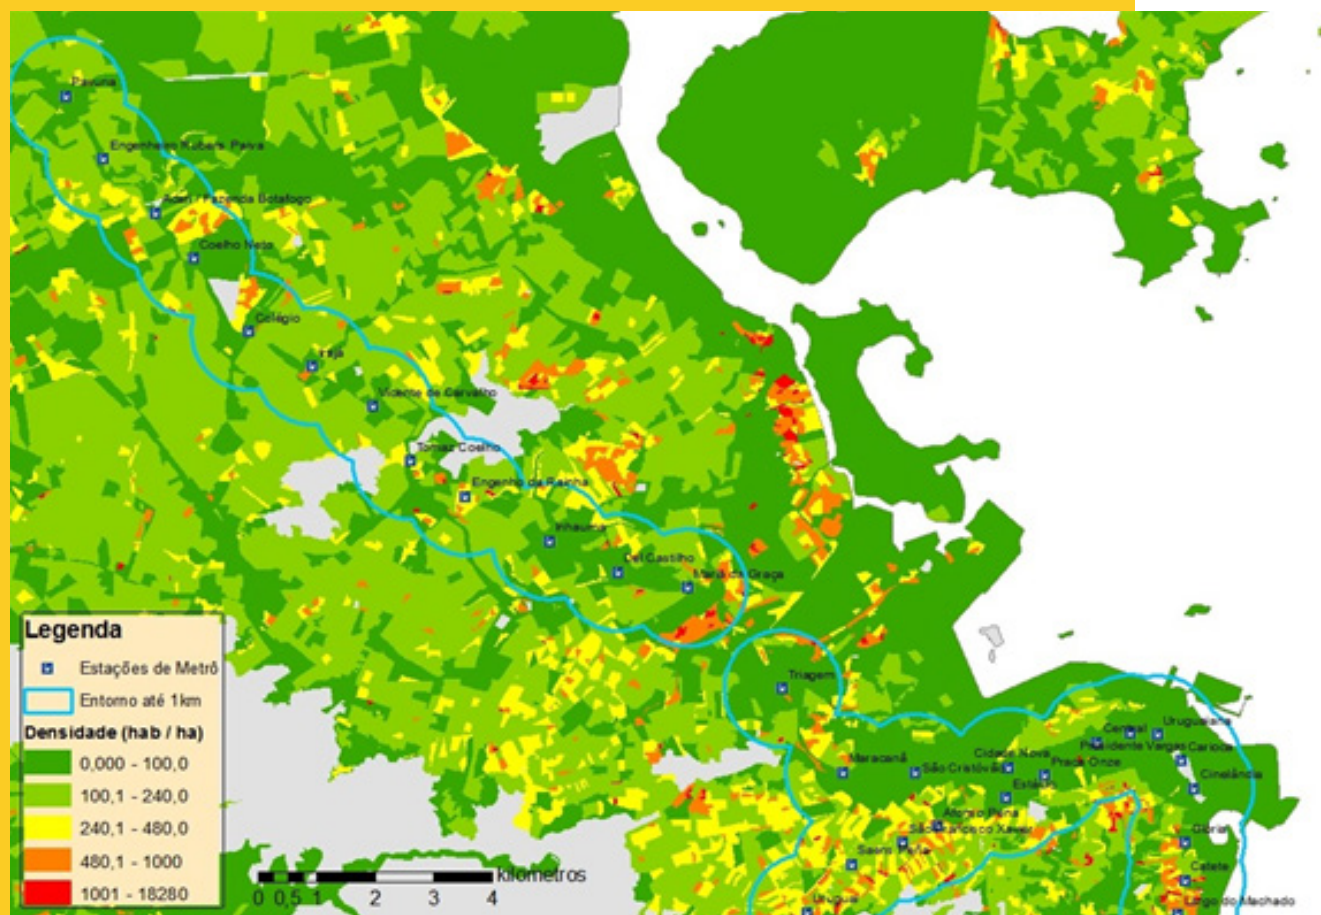 Pavuna
Engenheiro Rubens Paiva
Acari / Fazenda Botafogo
Coelho Neto
Colégio
Irajá
Vicente de Carvalho
Tomaz Coelho
Engenho da Rainha
Inhaúma
Del Castilho
Maria da Graça
Triagem
Maracanã
São Cristóvão
Cidade Nova
Central
Uruguaiana
Presidente Vargas
Carioca
Praça Onze
Cinelândia
Estácio
Afonso Pena
São Francisco Xavier
Saens Peña
Uruguai
Glória
Catete
Largo do Machado
Legenda
Estações de Metrô
Entorno até 1km
Densidade (hab / ha)
0,000 - 100,0
100,1 - 240,0
240,1 - 480,0
480,1 - 1000
1001 - 18280
kilometros
0 0,5 1 2 3 4